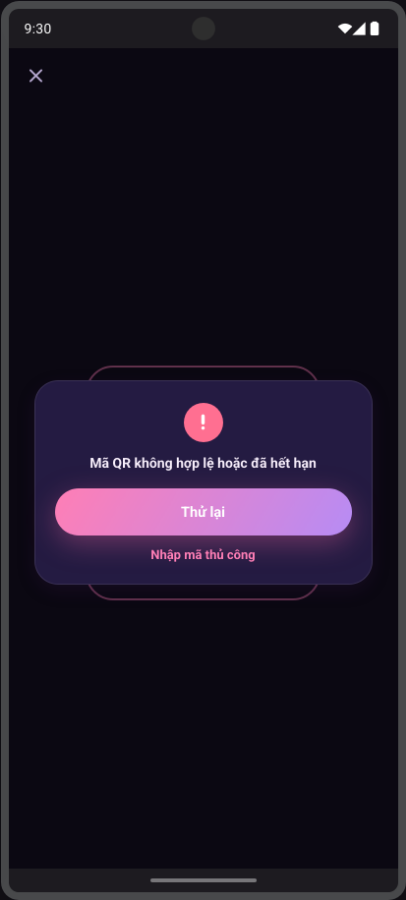 9:30
!
Mã QR không hợp lệ hoặc đã hết hạn
Thử lại
Nhập mã thủ công